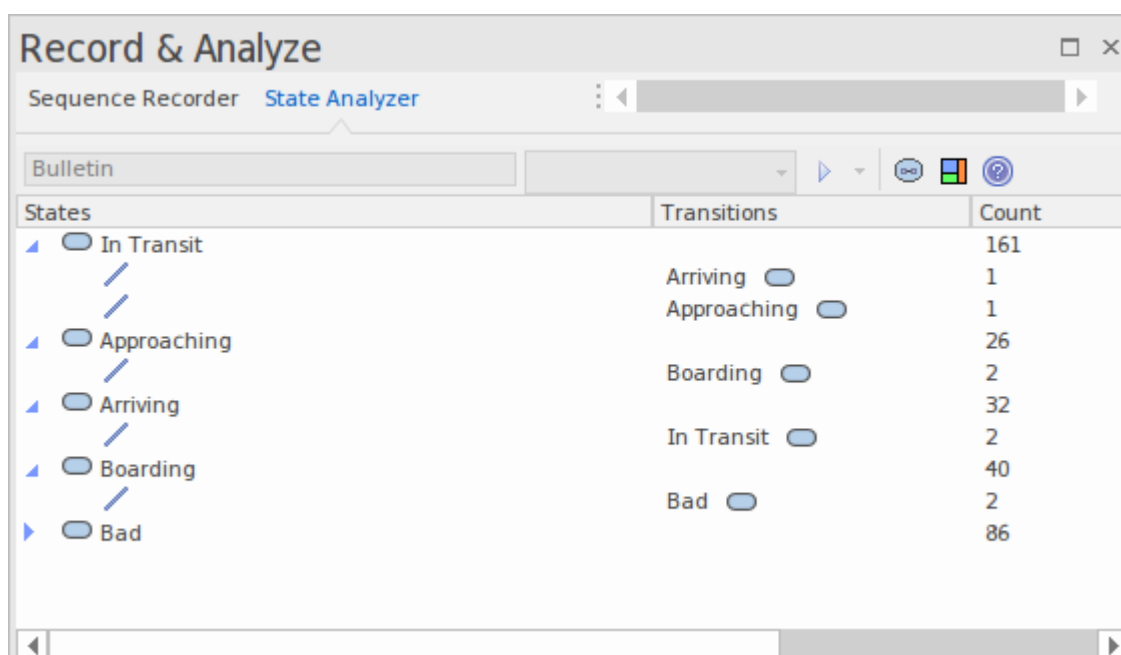 Record & Analyze
Sequence Recorder State Analyzer
Bulletin
States Transitions Count
In Transit 161
Arriving 1
Approaching 1
Approaching 26
Boarding 2
Arriving 32
In Transit 2
Boarding 40
Bad 2
Bad 86